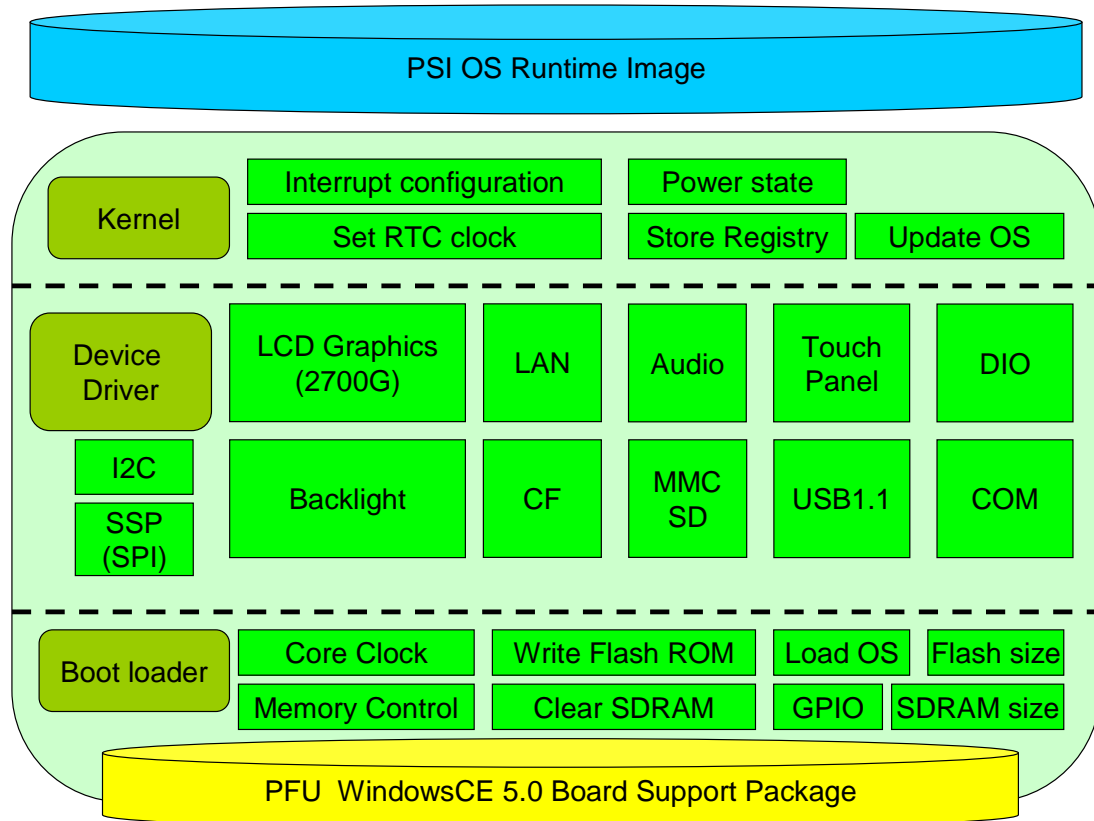 PSI OS Runtime Image
Kernel
Interrupt configuration
Power state
Set RTC clock
Store Registry
Update OS
Device
Driver
LCD Graphics
(2700G)
LAN
Audio
Touch
Panel
DIO
I2C
SSP
(SPI)
Backlight
CF
MMC
SD
USB1.1
COM
Boot loader
Core Clock
Write Flash ROM
Load OS
Flash size
Memory Control
Clear SDRAM
GPIO
SDRAM size
PFU WindowsCE 5.0 Board Support Package